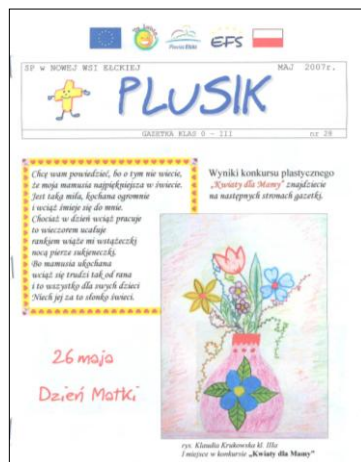 EFS
SP W NOWEJ WSI EŁCKIEJ
MAJ 2007r.
PLUSIK
GAZETKA KLAS 0 - III
nr 28
Chcę wam powiedzieć, bo o tym nie wiecie,
że moja mamusia najpiękniejsza w świecie.
Jest taka miła, kochana ogromnie
i wciąż śmieje się do mnie.
Chociaż w dzień wciąż pracuje
to wieczorem ucałuje
rankiem wiąże mi wstążeczki
nocą pierze sukieneczki.
Bo mamusia ukochana
wciąż się trudzi tak od rana
i to wszystko dla swych dzieci
Niech jej za to słonko świeci.
Wyniki konkursu plastycznego
„Kwiaty dla Mamy” znajdziecie
na następnych stronach gazetki.
26 maja
Dzień Matki
rys. Klaudia Krukowska kl. IIIa
I miejsce w konkursie „Kwiaty dla Mamy”